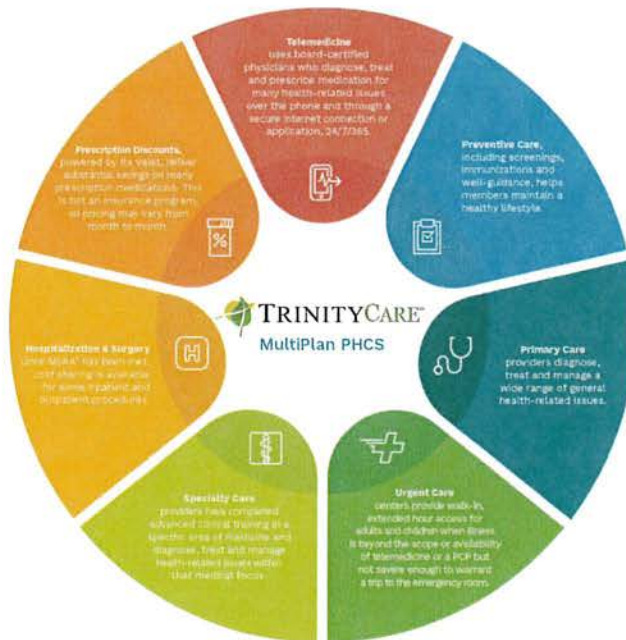 Telemedicine
uses board-certified
physicians who diagnose, treat
and prescribe medication for
many health-related issues
over the phone and through a
secure internet connection or
application, 24/7/365.
Preventive Care,
including screenings,
immunizations and
well-guidance, helps
members maintain a
healthy lifestyle.
Primary Care
providers diagnose,
treat and manage a
wide range of general
health-related issues.
Urgent Care
centers provide walk-in,
extended hour access for
adults and children when illness
is beyond the scope or availability
of telemedicine or a PCP but
not severe enough to warrant
a trip to the emergency room.
Specialty Care
providers have completed
advanced clinical training in a
specific area of medicine and
diagnose, treat and manage
health-related issues within
that medical focus.
Hospitalization & Surgery
has been met,
cost sharing is available
for some inpatient and
outpatient procedures.
H
Prescription Discounts,
powered by Rx Valet, deliver
substantial savings on many
prescription medications. This
is not an insurance program,
so pricing may vary from
month to month.
%
TRINITYCARE
MultiPlan PHCS